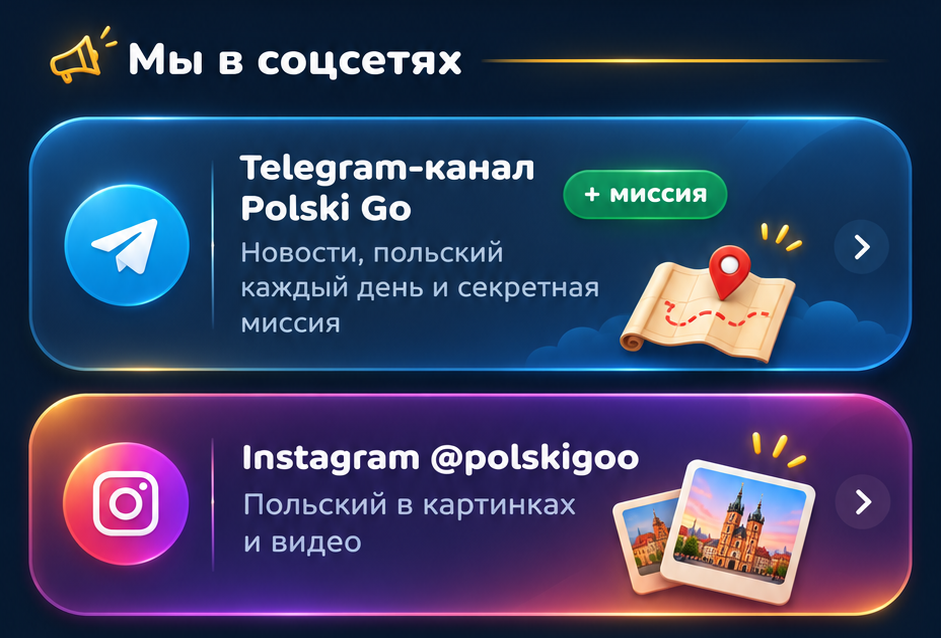 Мы в соцсетях
Telegram-канал
Polski Go
+ миссия
Новости, польский
каждый день и секретная
миссия
Instagram @polskigoo
Польский в картинках
и видео